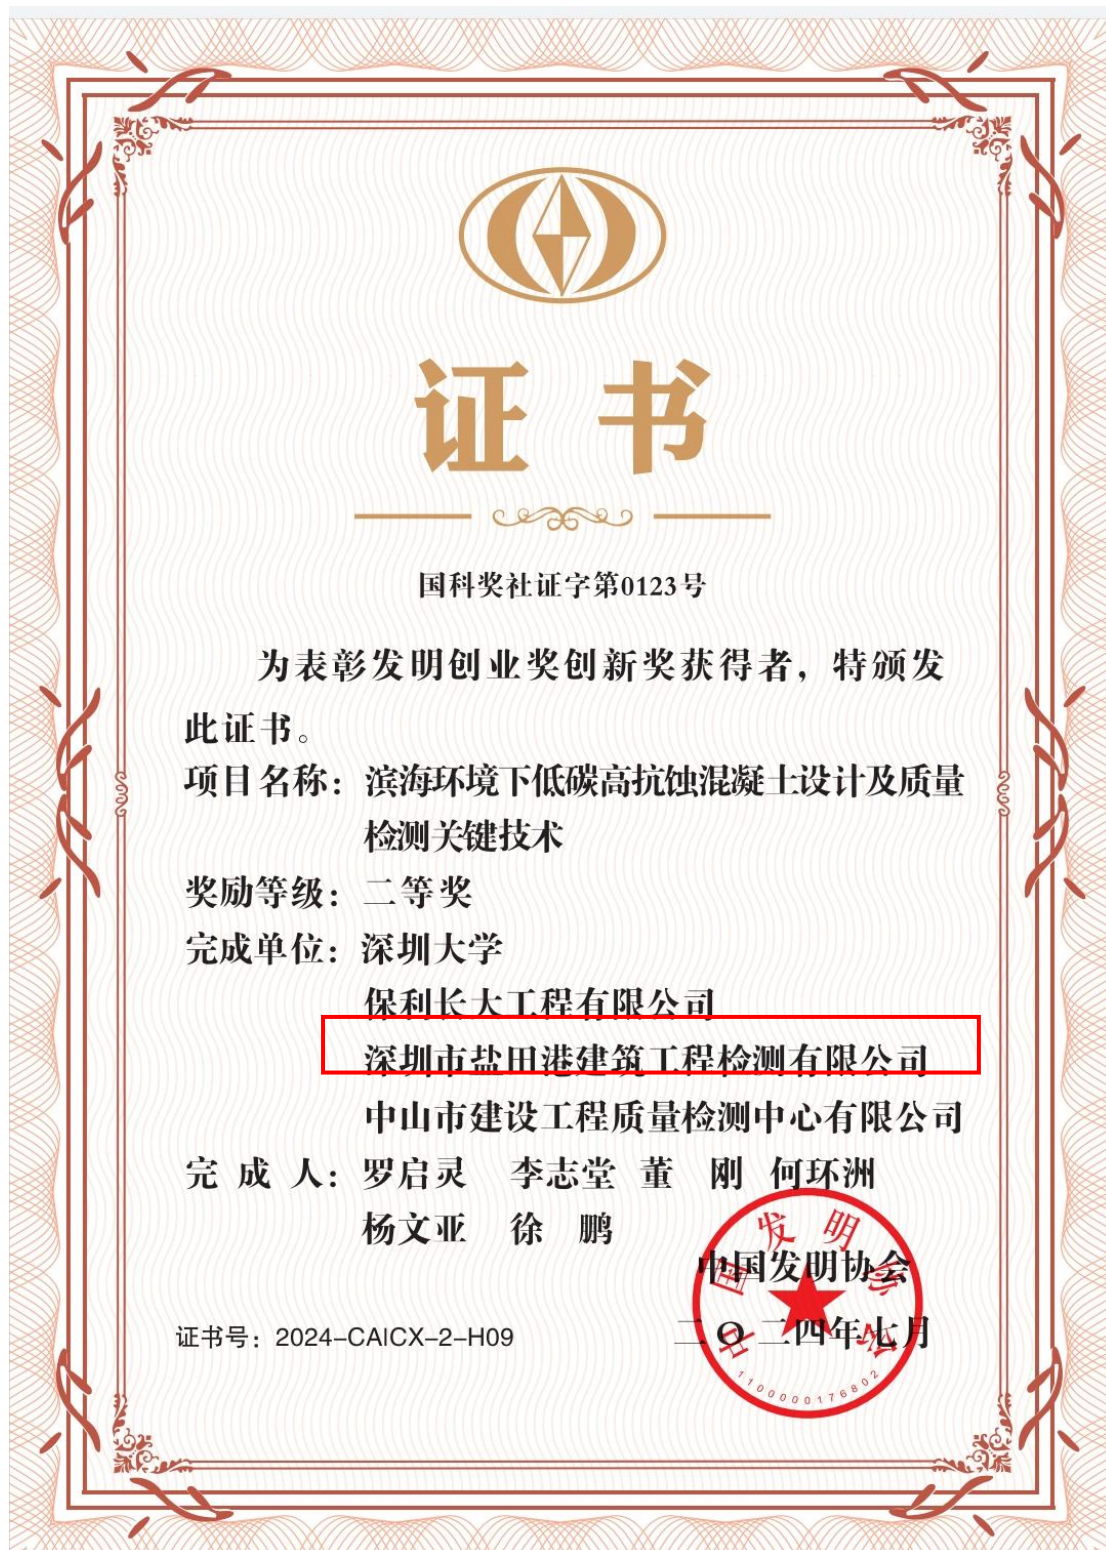 证书
国科奖社证字第0123号
为表彰发明创业奖创新奖获得者，特颁发
此证书。
项目名称：滨海环境下低碳高抗蚀混凝土设计及质量
检测关键技术
奖励等级：二等奖
完成单位：深圳大学
保利长大工程有限公司
深圳市盐田港建筑工程检测有限公司
中山市建设工程质量检测中心有限公司
完成人：罗启灵 李志堂 董刚 何环洲
杨文亚 徐鹏
中国发明协会
中国发明协会
证书号：2024-CAICX-2-H09
二〇二四年七月
1100000176802